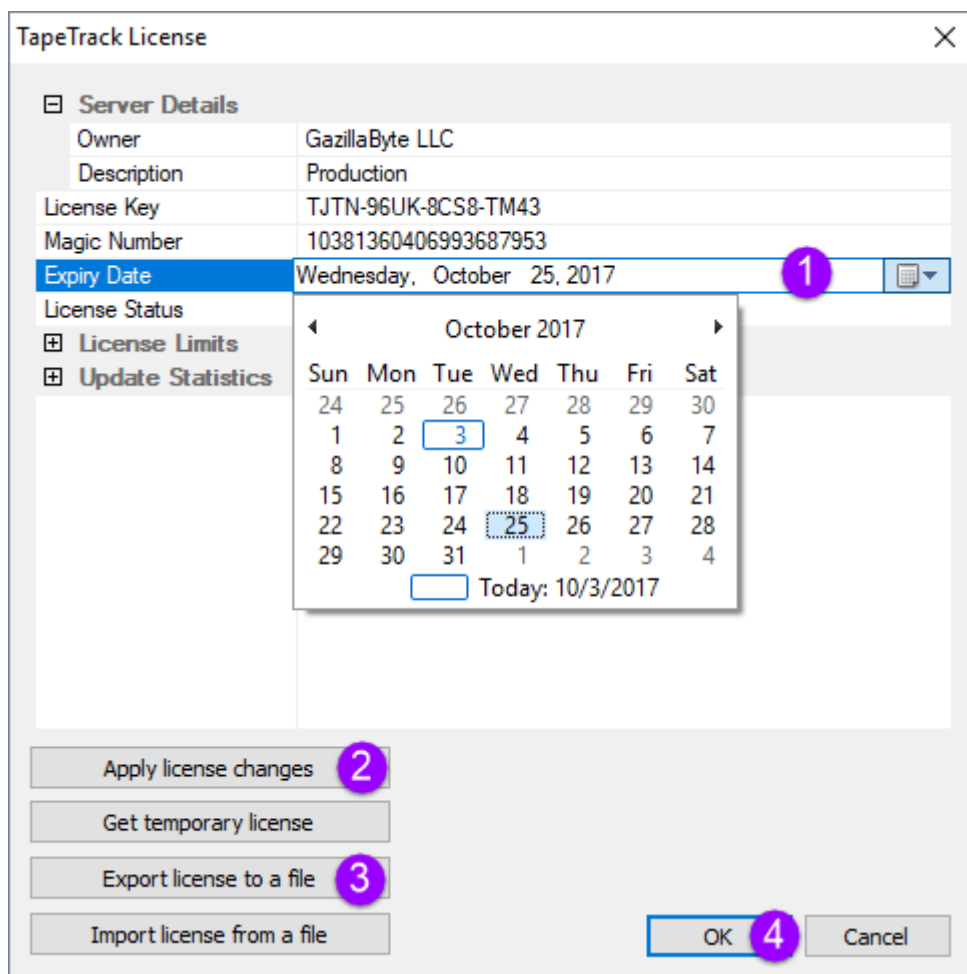 TapeTrack License
Server Details
Owner GazillaByte LLC
Description Production
License Key TJTN-96UK-8CS8-TM43
Magic Number 10381360406993687953
Expiry Date Wednesday, October 25, 2017 1
License Status
License Limits
Update Statistics
October 2017
Sun Mon Tue Wed Thu Fri Sat
24 25 26 27 28 29 30
1 2 3 4 5 6 7
8 9 10 11 12 13 14
15 16 17 18 19 20 21
22 23 24 25 26 27 28
29 30 31 1 2 3 4
Today: 10/3/2017
Apply license changes 2
Get temporary license
Export license to a file 3
Import license from a file
OK 4 Cancel